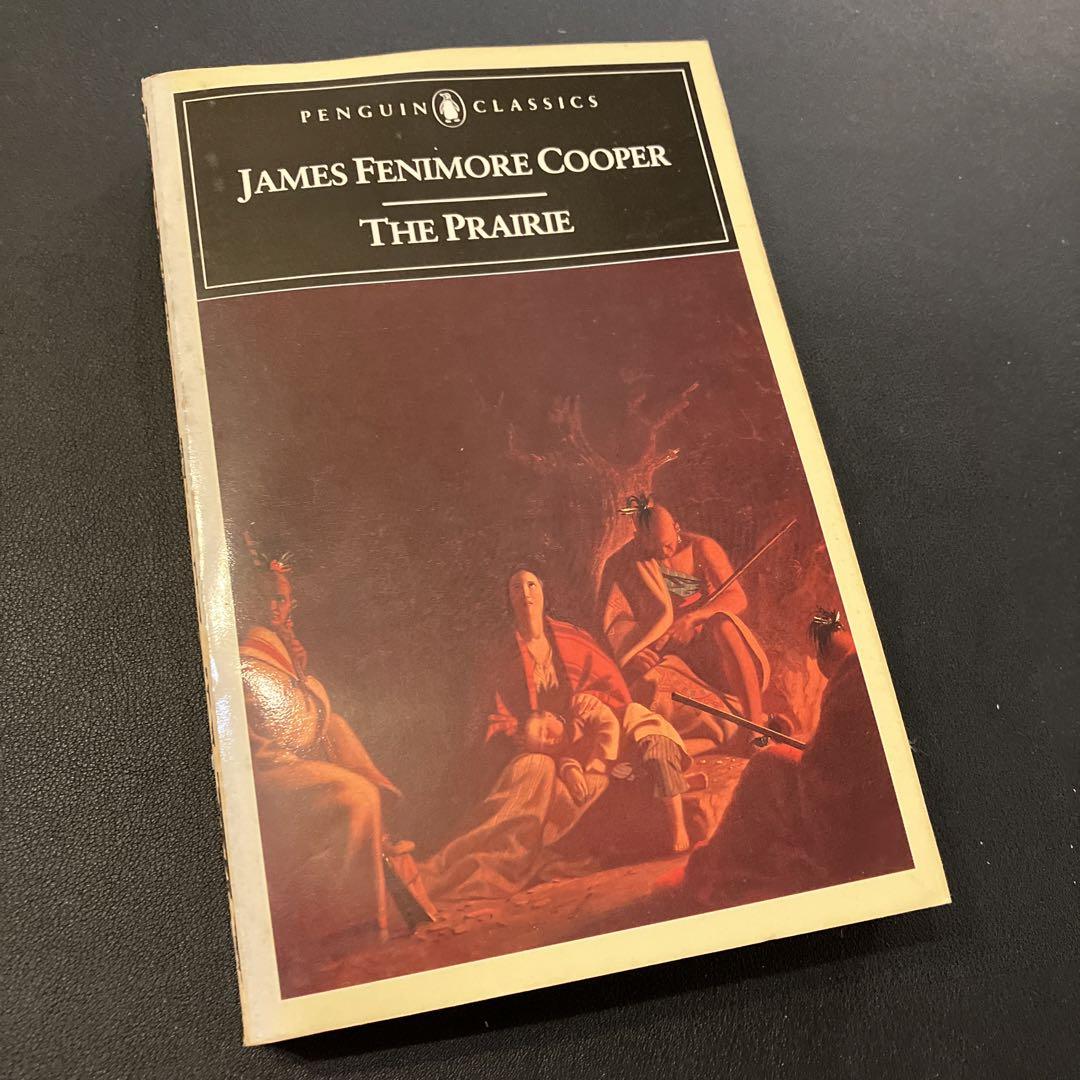 PENGUIN CLASSICS
JAMES FENIMORE COOPER
THE PRAIRIE